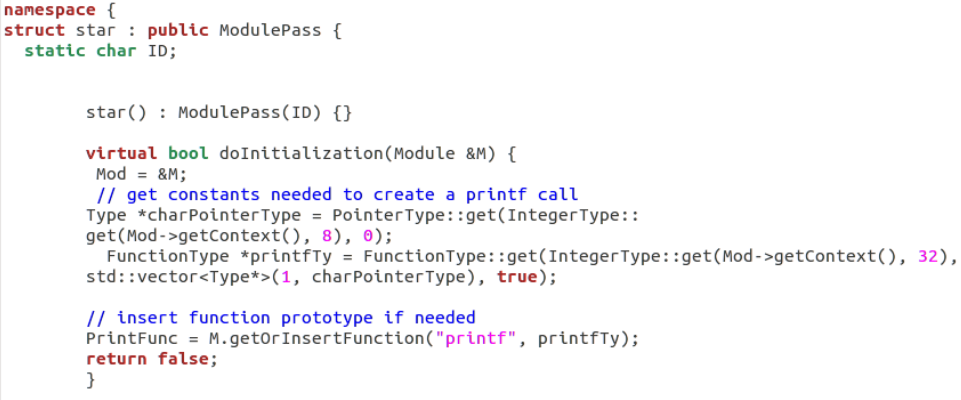 namespace {
struct star : public ModulePass {
static char ID;
star() : ModulePass(ID) {}
virtual bool doInitialization(Module &M) {
Mod = &M;
// get constants needed to create a printf call
Type *charPointerType = PointerType::get(IntegerType::
get(Mod->getContext(), 8), 0);
FunctionType *printfTy = FunctionType::get(IntegerType::get(Mod->getContext(), 32),
std::vector<Type*>(1, charPointerType), true);
// insert function prototype if needed
PrintFunc = M.getOrInsertFunction("printf", printfTy);
return false;
}